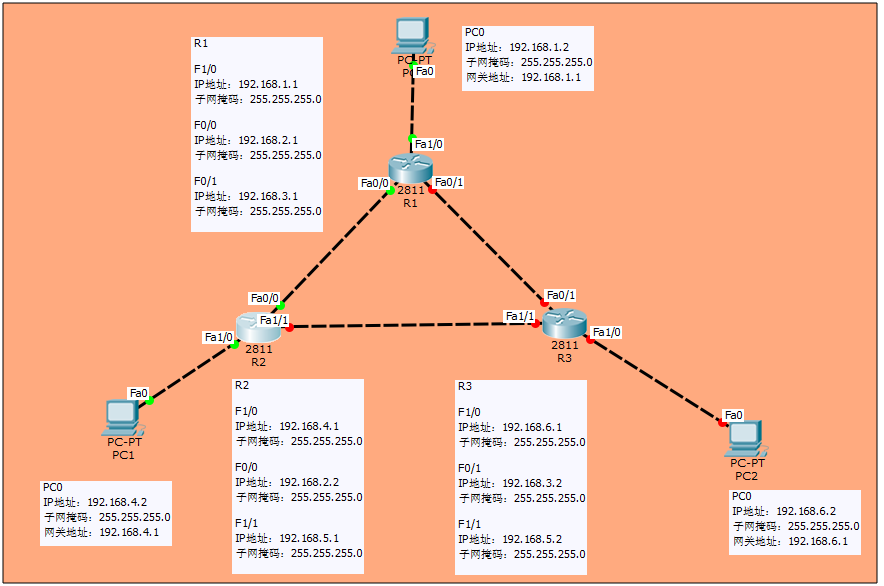 R1
F1/0
IP地址：192.168.1.1
子网掩码：255.255.255.0
F0/0
IP地址：192.168.2.1
子网掩码：255.255.255.0
F0/1
IP地址：192.168.3.1
子网掩码：255.255.255.0
PC-PT
Fa0
PC0
IP地址：192.168.1.2
子网掩码：255.255.255.0
网关地址：192.168.1.1
Fa1/0
Fa0/0
Fa0/1
2811
R1
Fa0/0
Fa1/1
Fa1/0
2811
R2
Fa0/1
Fa1/1
Fa1/0
2811
R3
Fa0
PC-PT
PC1
PC0
IP地址：192.168.4.2
子网掩码：255.255.255.0
网关地址：192.168.4.1
R2
F1/0
IP地址：192.168.4.1
子网掩码：255.255.255.0
F0/0
IP地址：192.168.2.2
子网掩码：255.255.255.0
F1/1
IP地址：192.168.5.1
子网掩码：255.255.255.0
R3
F1/0
IP地址：192.168.6.1
子网掩码：255.255.255.0
F0/1
IP地址：192.168.3.2
子网掩码：255.255.255.0
F1/1
IP地址：192.168.5.2
子网掩码：255.255.255.0
Fa0
PC-PT
PC2
PC0
IP地址：192.168.6.2
子网掩码：255.255.255.0
网关地址：192.168.6.1